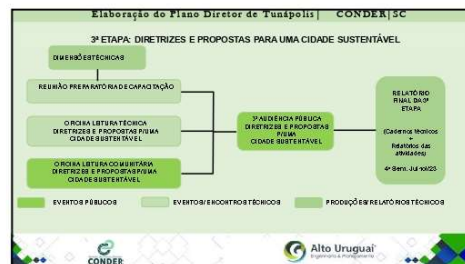 Elaboração do Plano Diretor de Tunápolis| CONDER|SC
3ª ETAPA: DIRETRIZES E PROPOSTAS PARA UMA CIDADE SUSTENTÁVEL
DIMENSÕES TÉCNICAS
REUNIÃO PREPARATÓRIA DE CAPACITAÇÃO
OFICINA LEITURA TÉCNICA
DIRETRIZES E PROPOSTAS P/UMA
CIDADE SUSTENTÁVEL
OFICINA LEITURA COMUNITÁRIA
DIRETRIZES E PROPOSTAS P/UMA
CIDADE SUSTENTÁVEL
3ª AUDIÊNCIA PÚBLICA
DIRETRIZES E PROPOSTAS
P/UMA
CIDADE SUSTENTÁVEL
RELATÓRIO
FINAL DA 3ª
ETAPA
(Cadernos técnicos
+
Relatórios das
atividades)
EVENTOS PÚBLICOS
EVENTOS/ENCONTROS TÉCNICOS
PRODUÇÕES/RELATÓRIOS TÉCNICOS
CONDER
Alto Uruguai
Engenharia & Planejamento